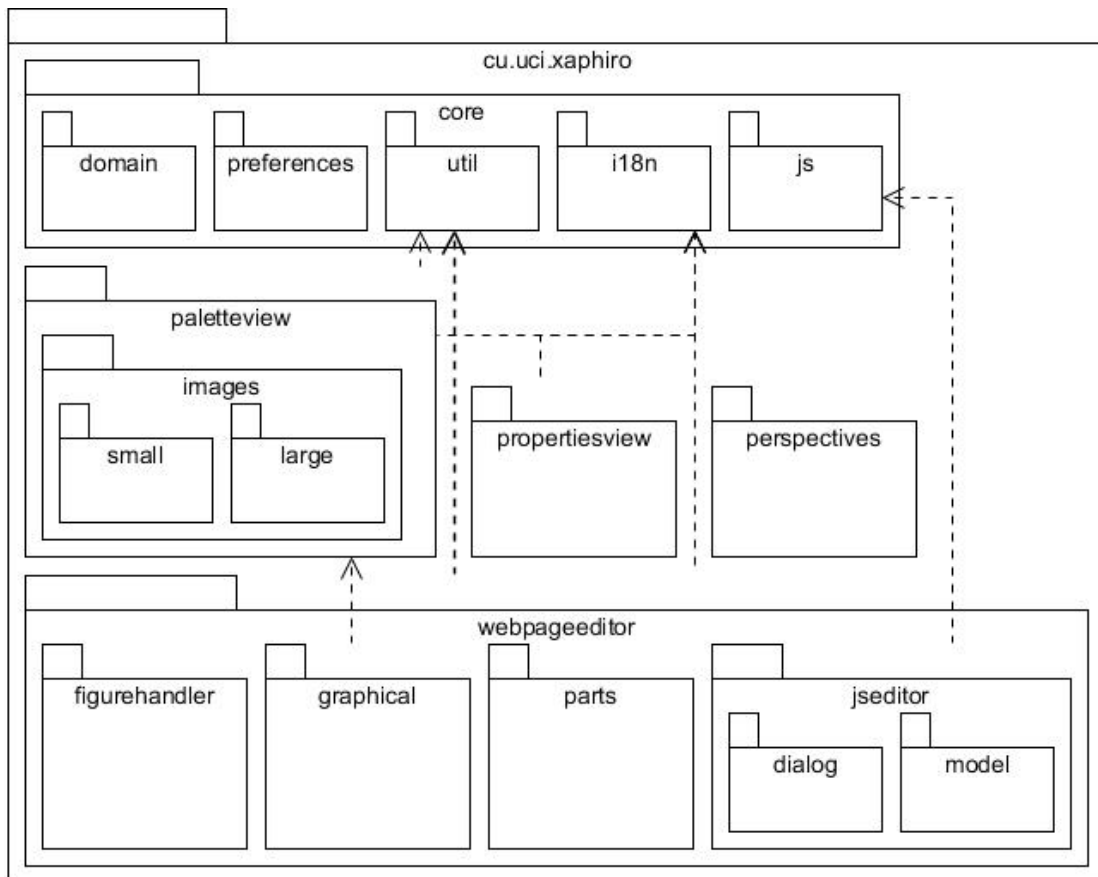 cu.uci.xaphiro
core
domain
preferences
util
i18n
js
paletteview
images
small
large
propertiesview
perspectives
webpageeditor
figurehandler
graphical
parts
jseditor
dialog
model